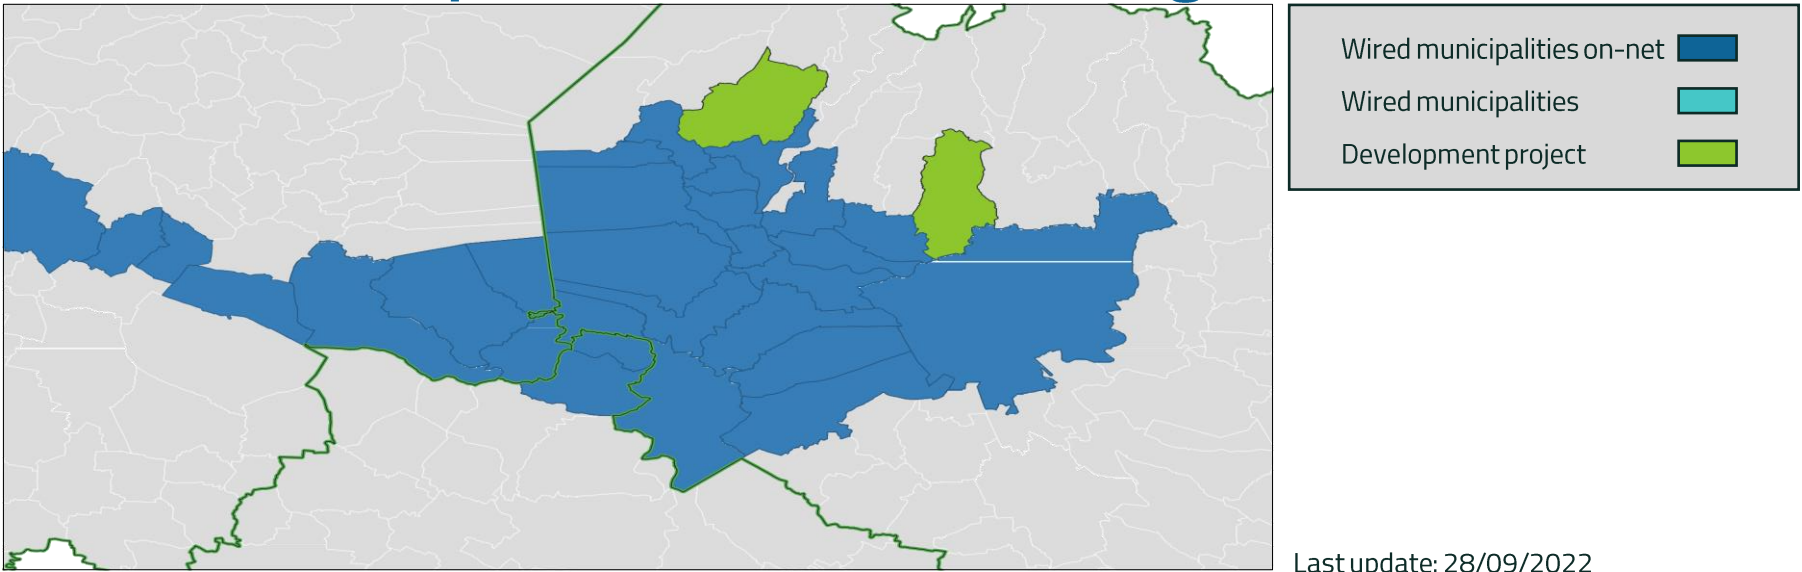 Wired municipalities on-net
Wired municipalities
Development project
Last update: 28/09/2022